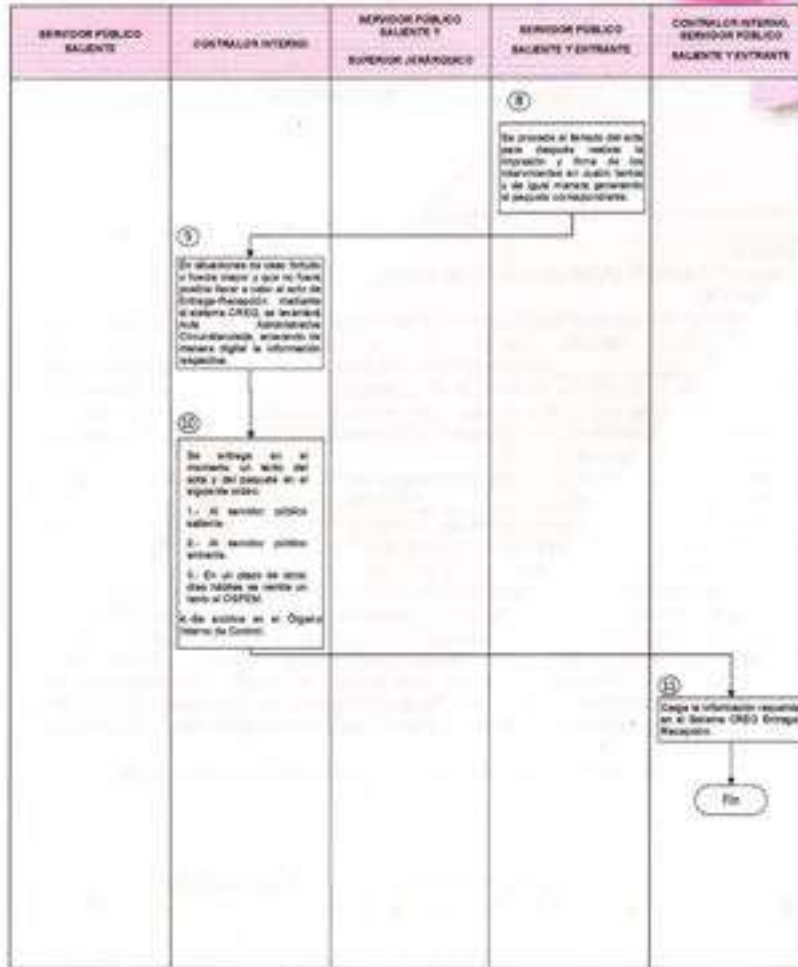 SERVIDOR PÚBLICO
SALIENTE
CONTRALOR INTERNO
SERVIDOR PÚBLICO
SALIENTE Y
SUPERIOR JERÁRQUICO
SERVIDOR PÚBLICO
SALIENTE Y ENTRANTE
CONTRALOR INTERNO,
SERVIDOR PÚBLICO
SALIENTE Y ENTRANTE
8
Se procede al llenado del acta
para después realizar la
impresión y firma de los
intervinientes en cuatro tantos
y de igual manera generando
el paquete correspondiente.
9
En situaciones de caso fortuito
o fuerza mayor y que no fuera
posible llevar a cabo el acto de
Entrega-Recepción mediante
el sistema CREG, se levantará
Acta Administrativa
Circunstanciada, anexando de
manera digital la información
respectiva.
10
Se entrega en el
momento un tanto del
acta y del paquete en el
siguiente orden:
1.- Al servidor público
saliente.
2.- Al servidor público
entrante.
3.- En un plazo de
días hábiles se remite un
tanto al OSFEM.
4.-Se archiva en el Órgano
Interno de Control.
11
Carga la información requerida
en el Sistema CREG Entrega
Recepción.
Fin